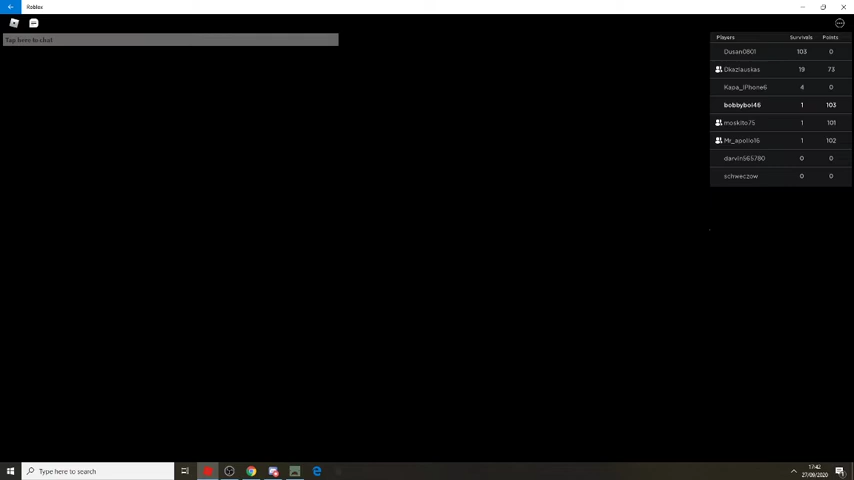 Roblox
Tap here to chat
Players Survivals Points
Dusan0801 103 0
Dkazlauskas 19 73
Kapa_iPhone6 4 0
bobbyboi46 1 103
moskito75 1 101
Mr_apollo16 1 102
darvin565780 0 0
schweczow 0 0
Type here to search
17:42
27/09/2020